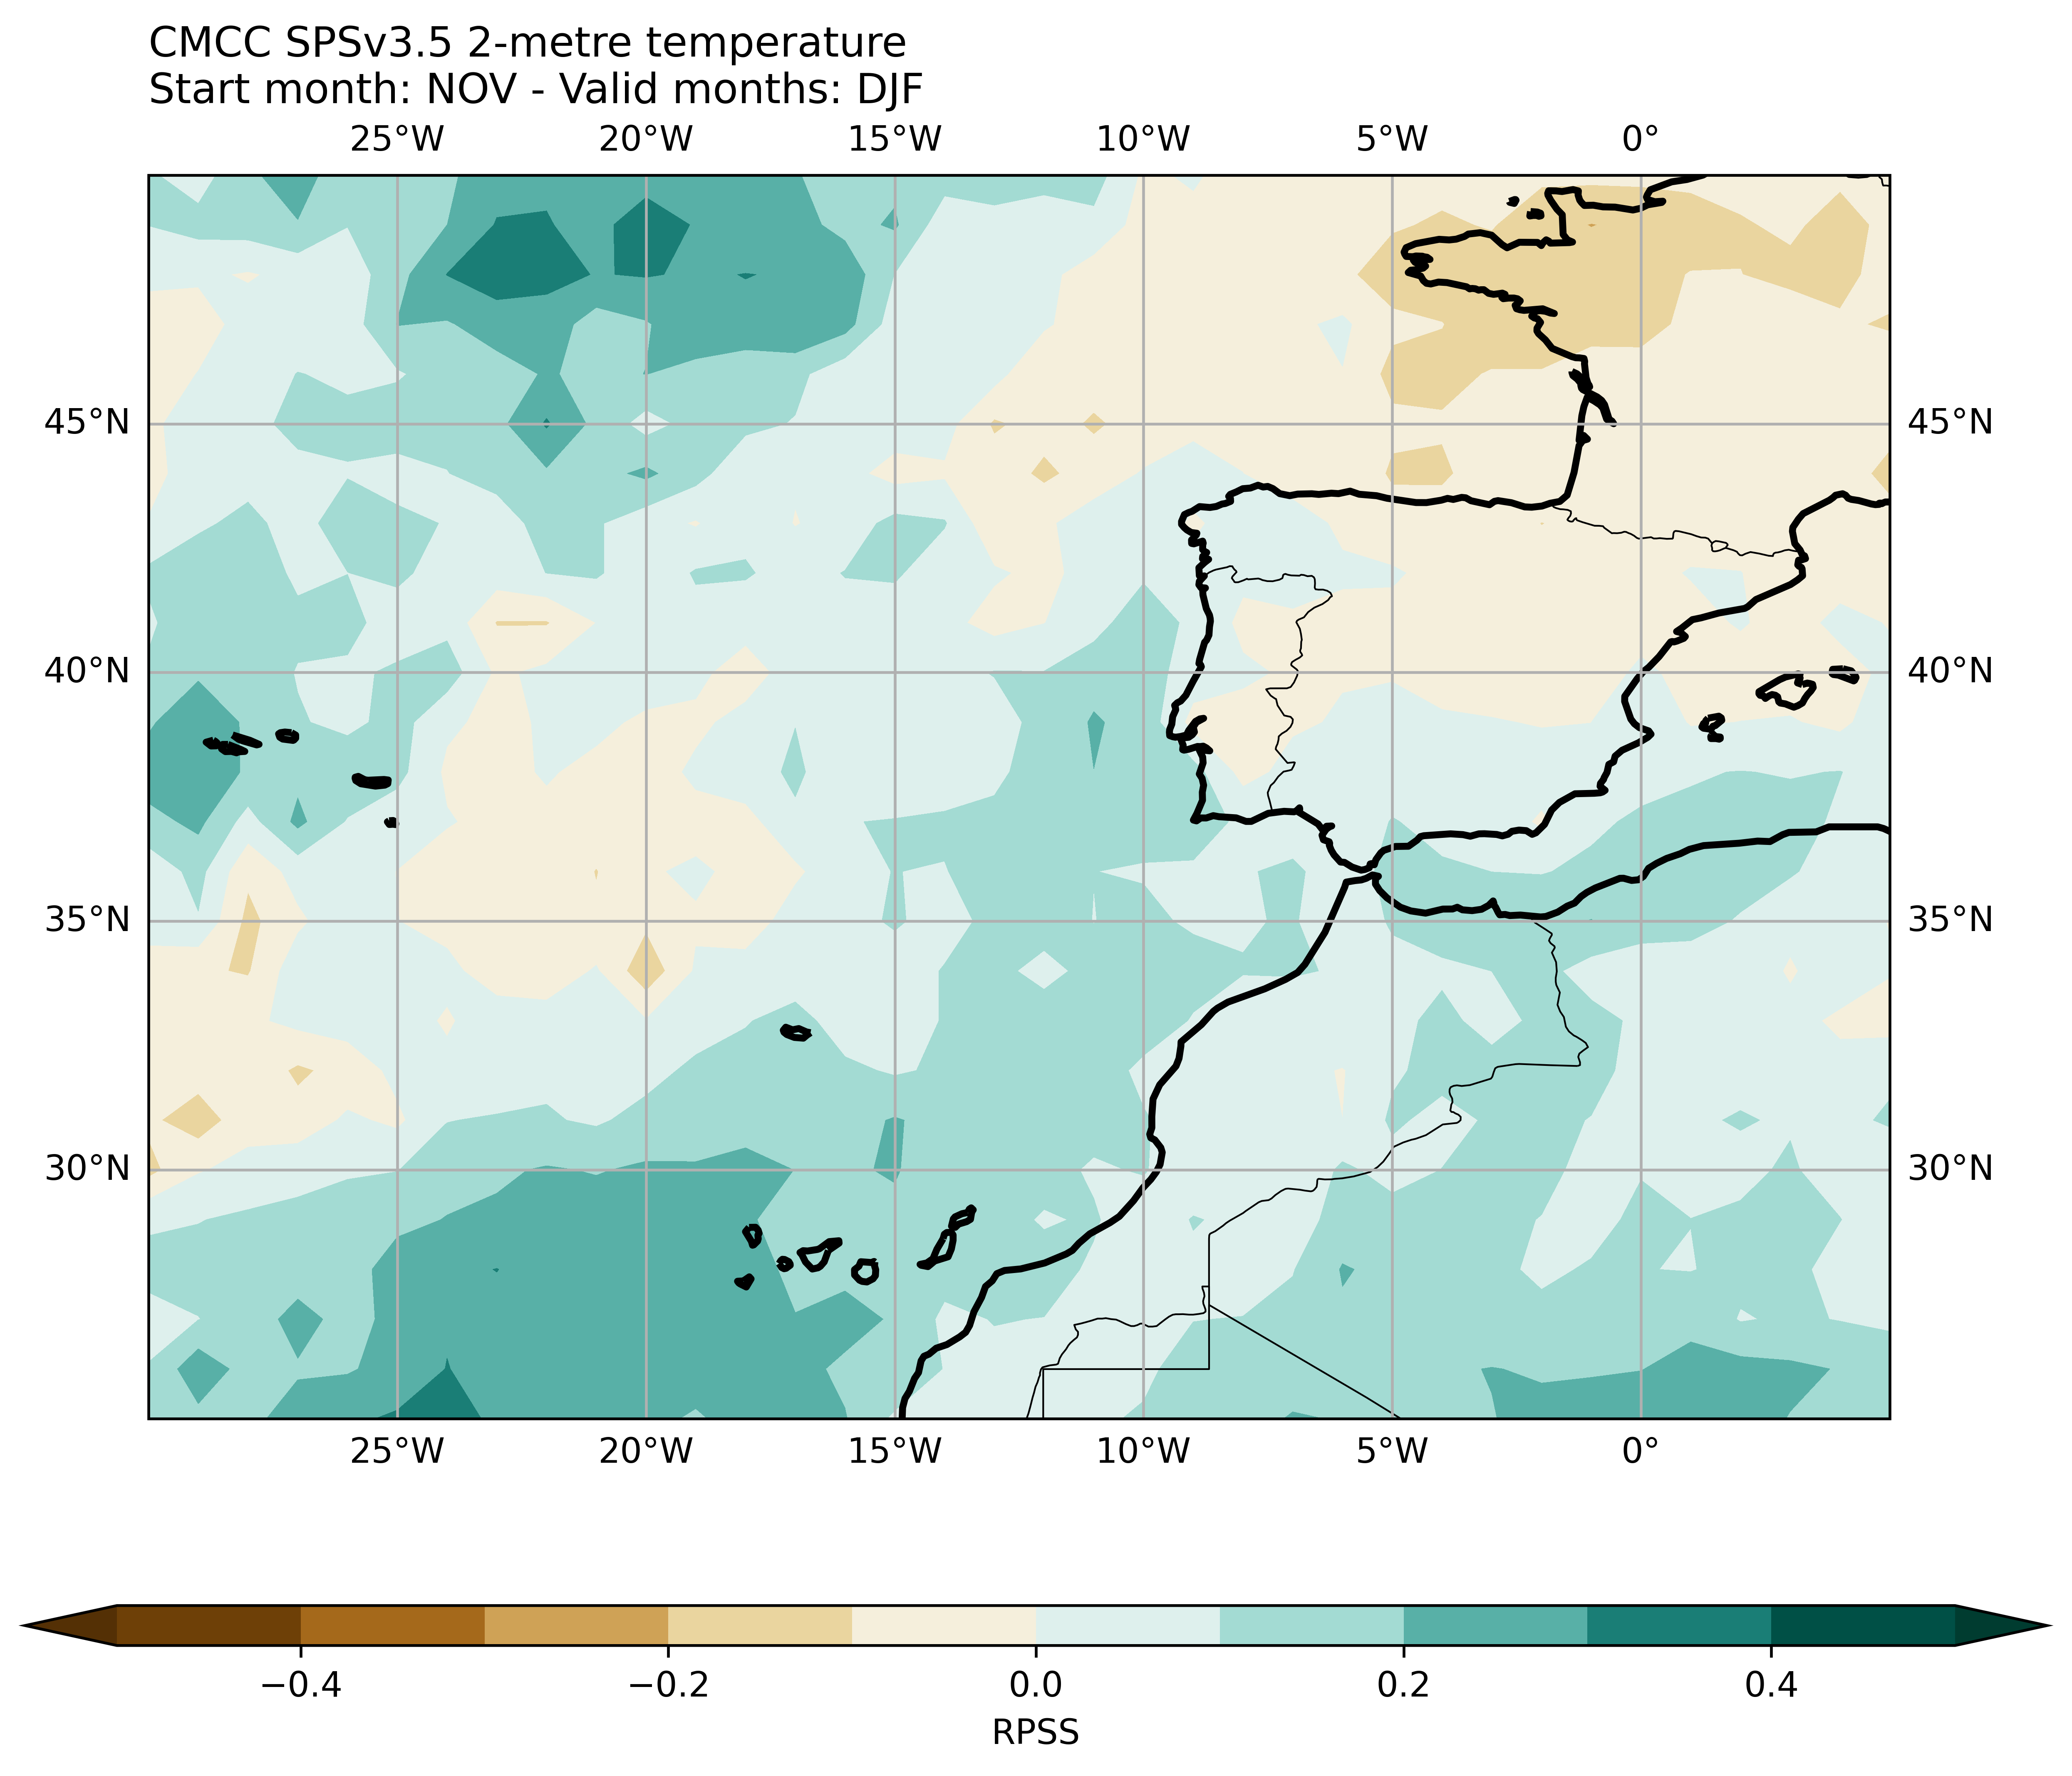 CMCC SPSv3.5 2-metre temperature
Start month: NOV - Valid months: DJF
25°W 20°W 15°W 10°W 5°W 0°
45°N 45°N
40°N 40°N
35°N 35°N
30°N 30°N
25°W 20°W 15°W 10°W 5°W 0°
−0.4 −0.2 0.0 0.2 0.4
RPSS